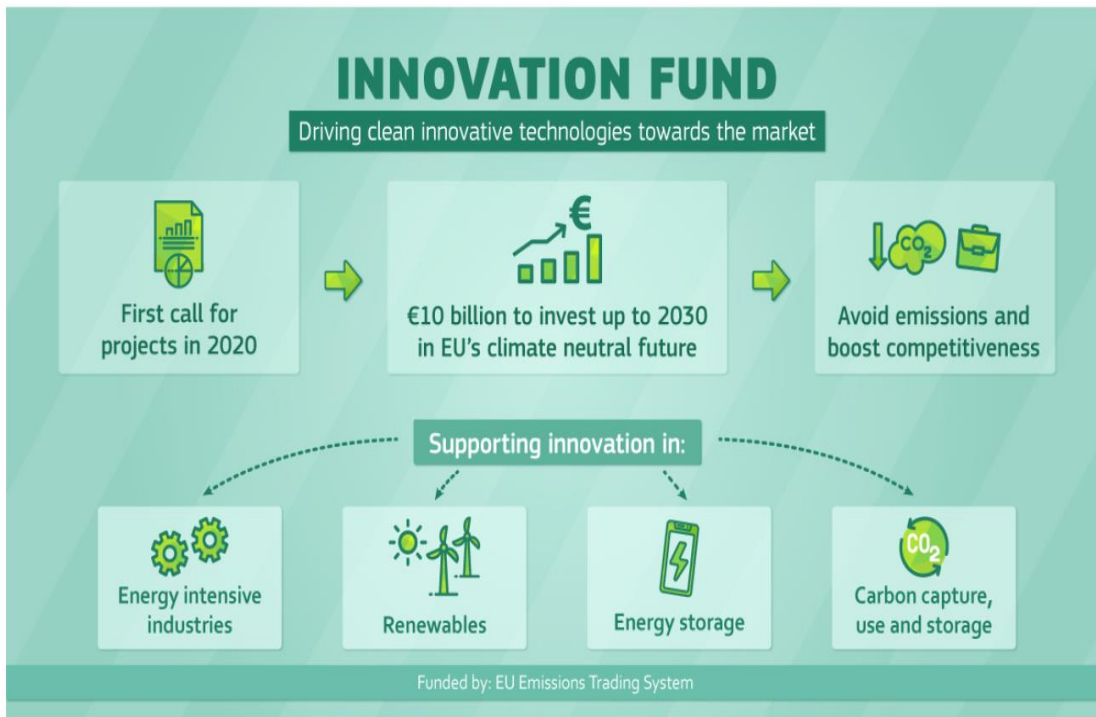 INNOVATION FUND
Driving clean innovative technologies towards the market
First call for
projects in 2020
€
€10 billion to invest up to 2030
in EU's climate neutral future
CO2
Avoid emissions and
boost competitiveness
Supporting innovation in:
Energy intensive
industries
Renewables
Energy storage
CO2
Carbon capture,
use and storage
Funded by: EU Emissions Trading System